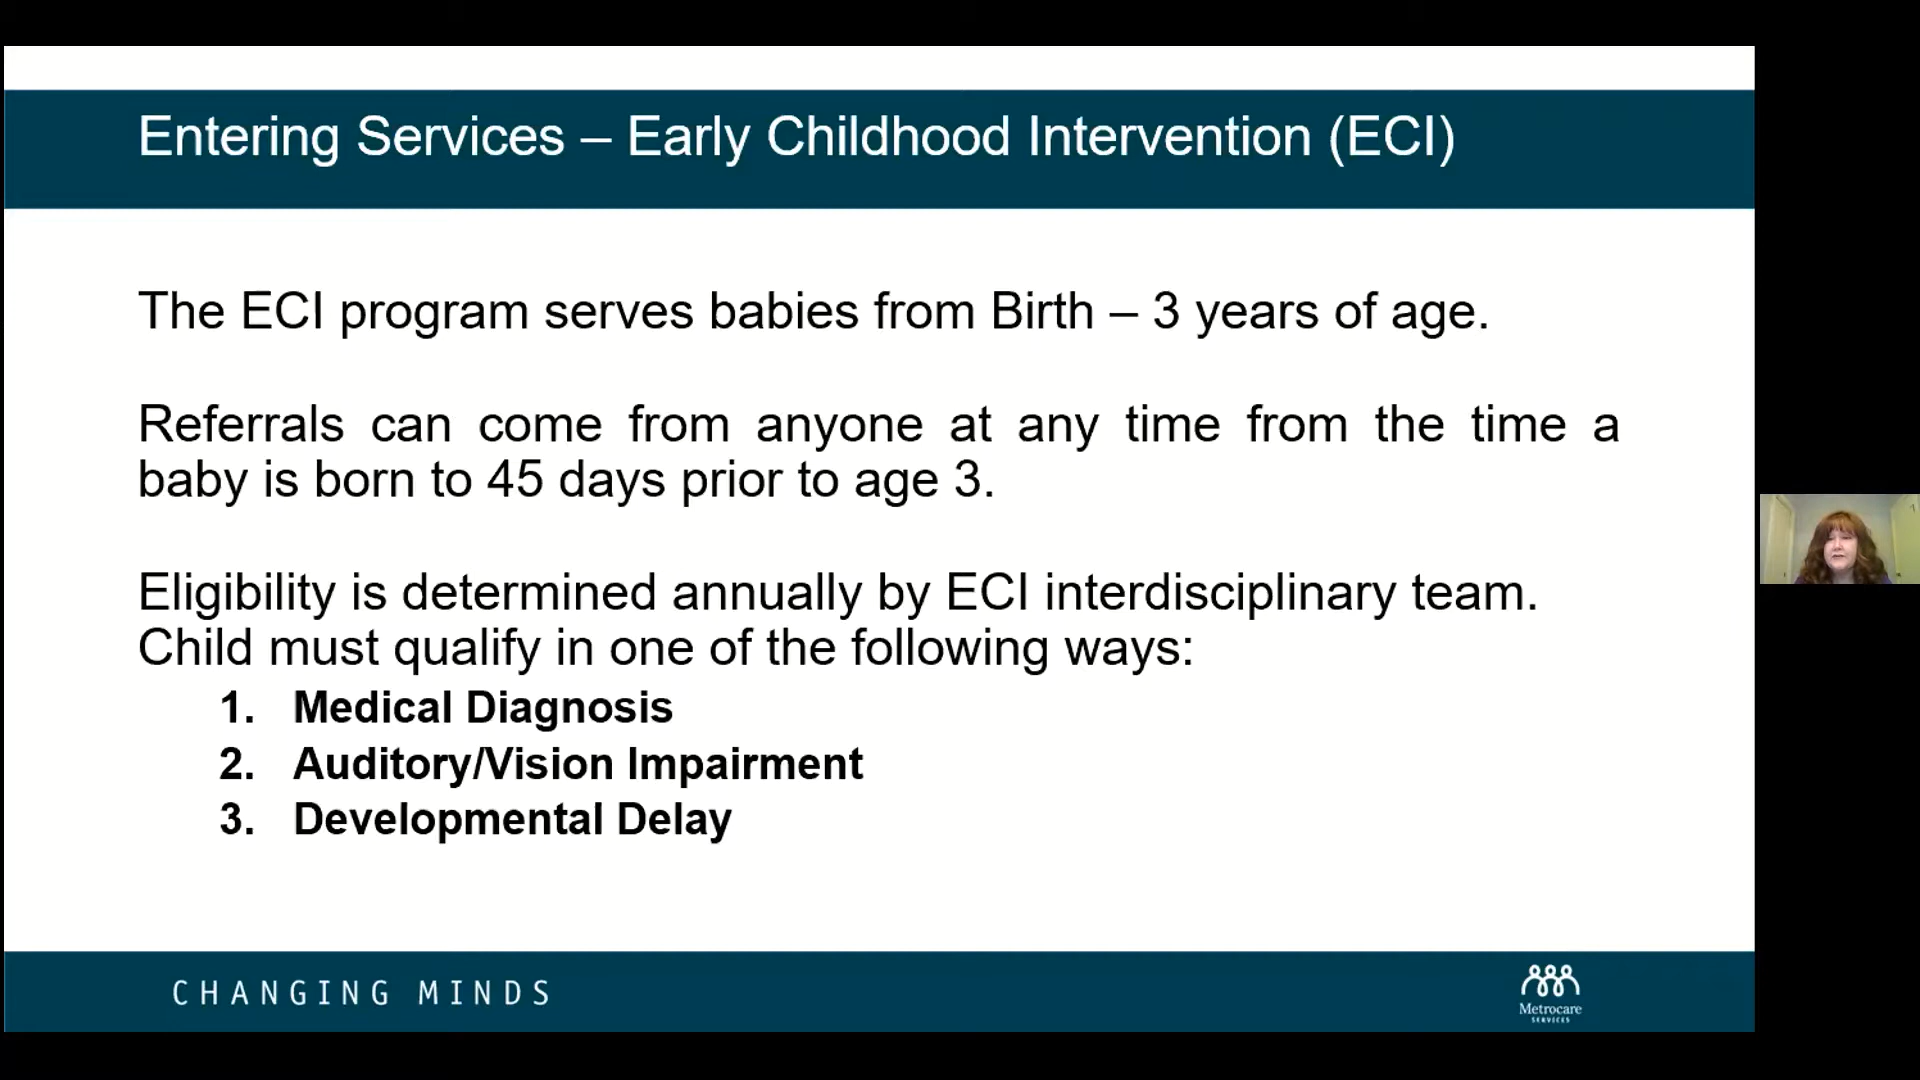 Entering Services – Early Childhood Intervention (ECI)
The ECI program serves babies from Birth – 3 years of age.
Referrals can come from anyone at any time from the time a
baby is born to 45 days prior to age 3.
Eligibility is determined annually by ECI interdisciplinary team.
Child must qualify in one of the following ways:
1. Medical Diagnosis
2. Auditory/Vision Impairment
3. Developmental Delay
CHANGING MINDS
Metrocare
SERVICES